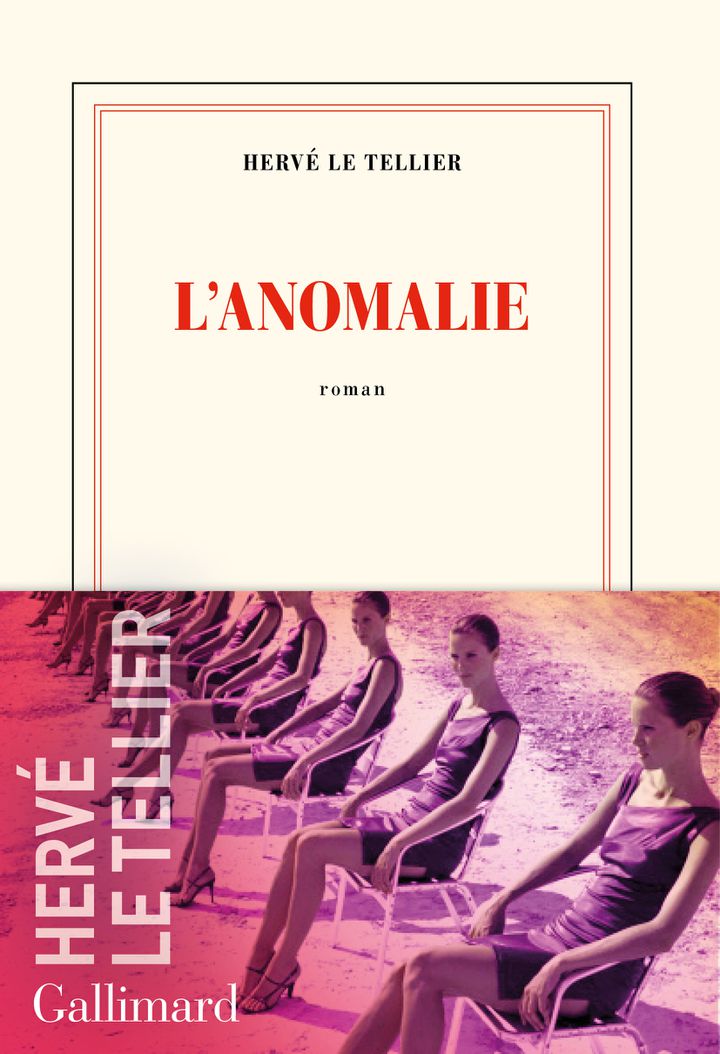 HERVÉ LE TELLIER
L’ANOMALIE
roman
HERVÉ
LE TELLIER
Gallimard